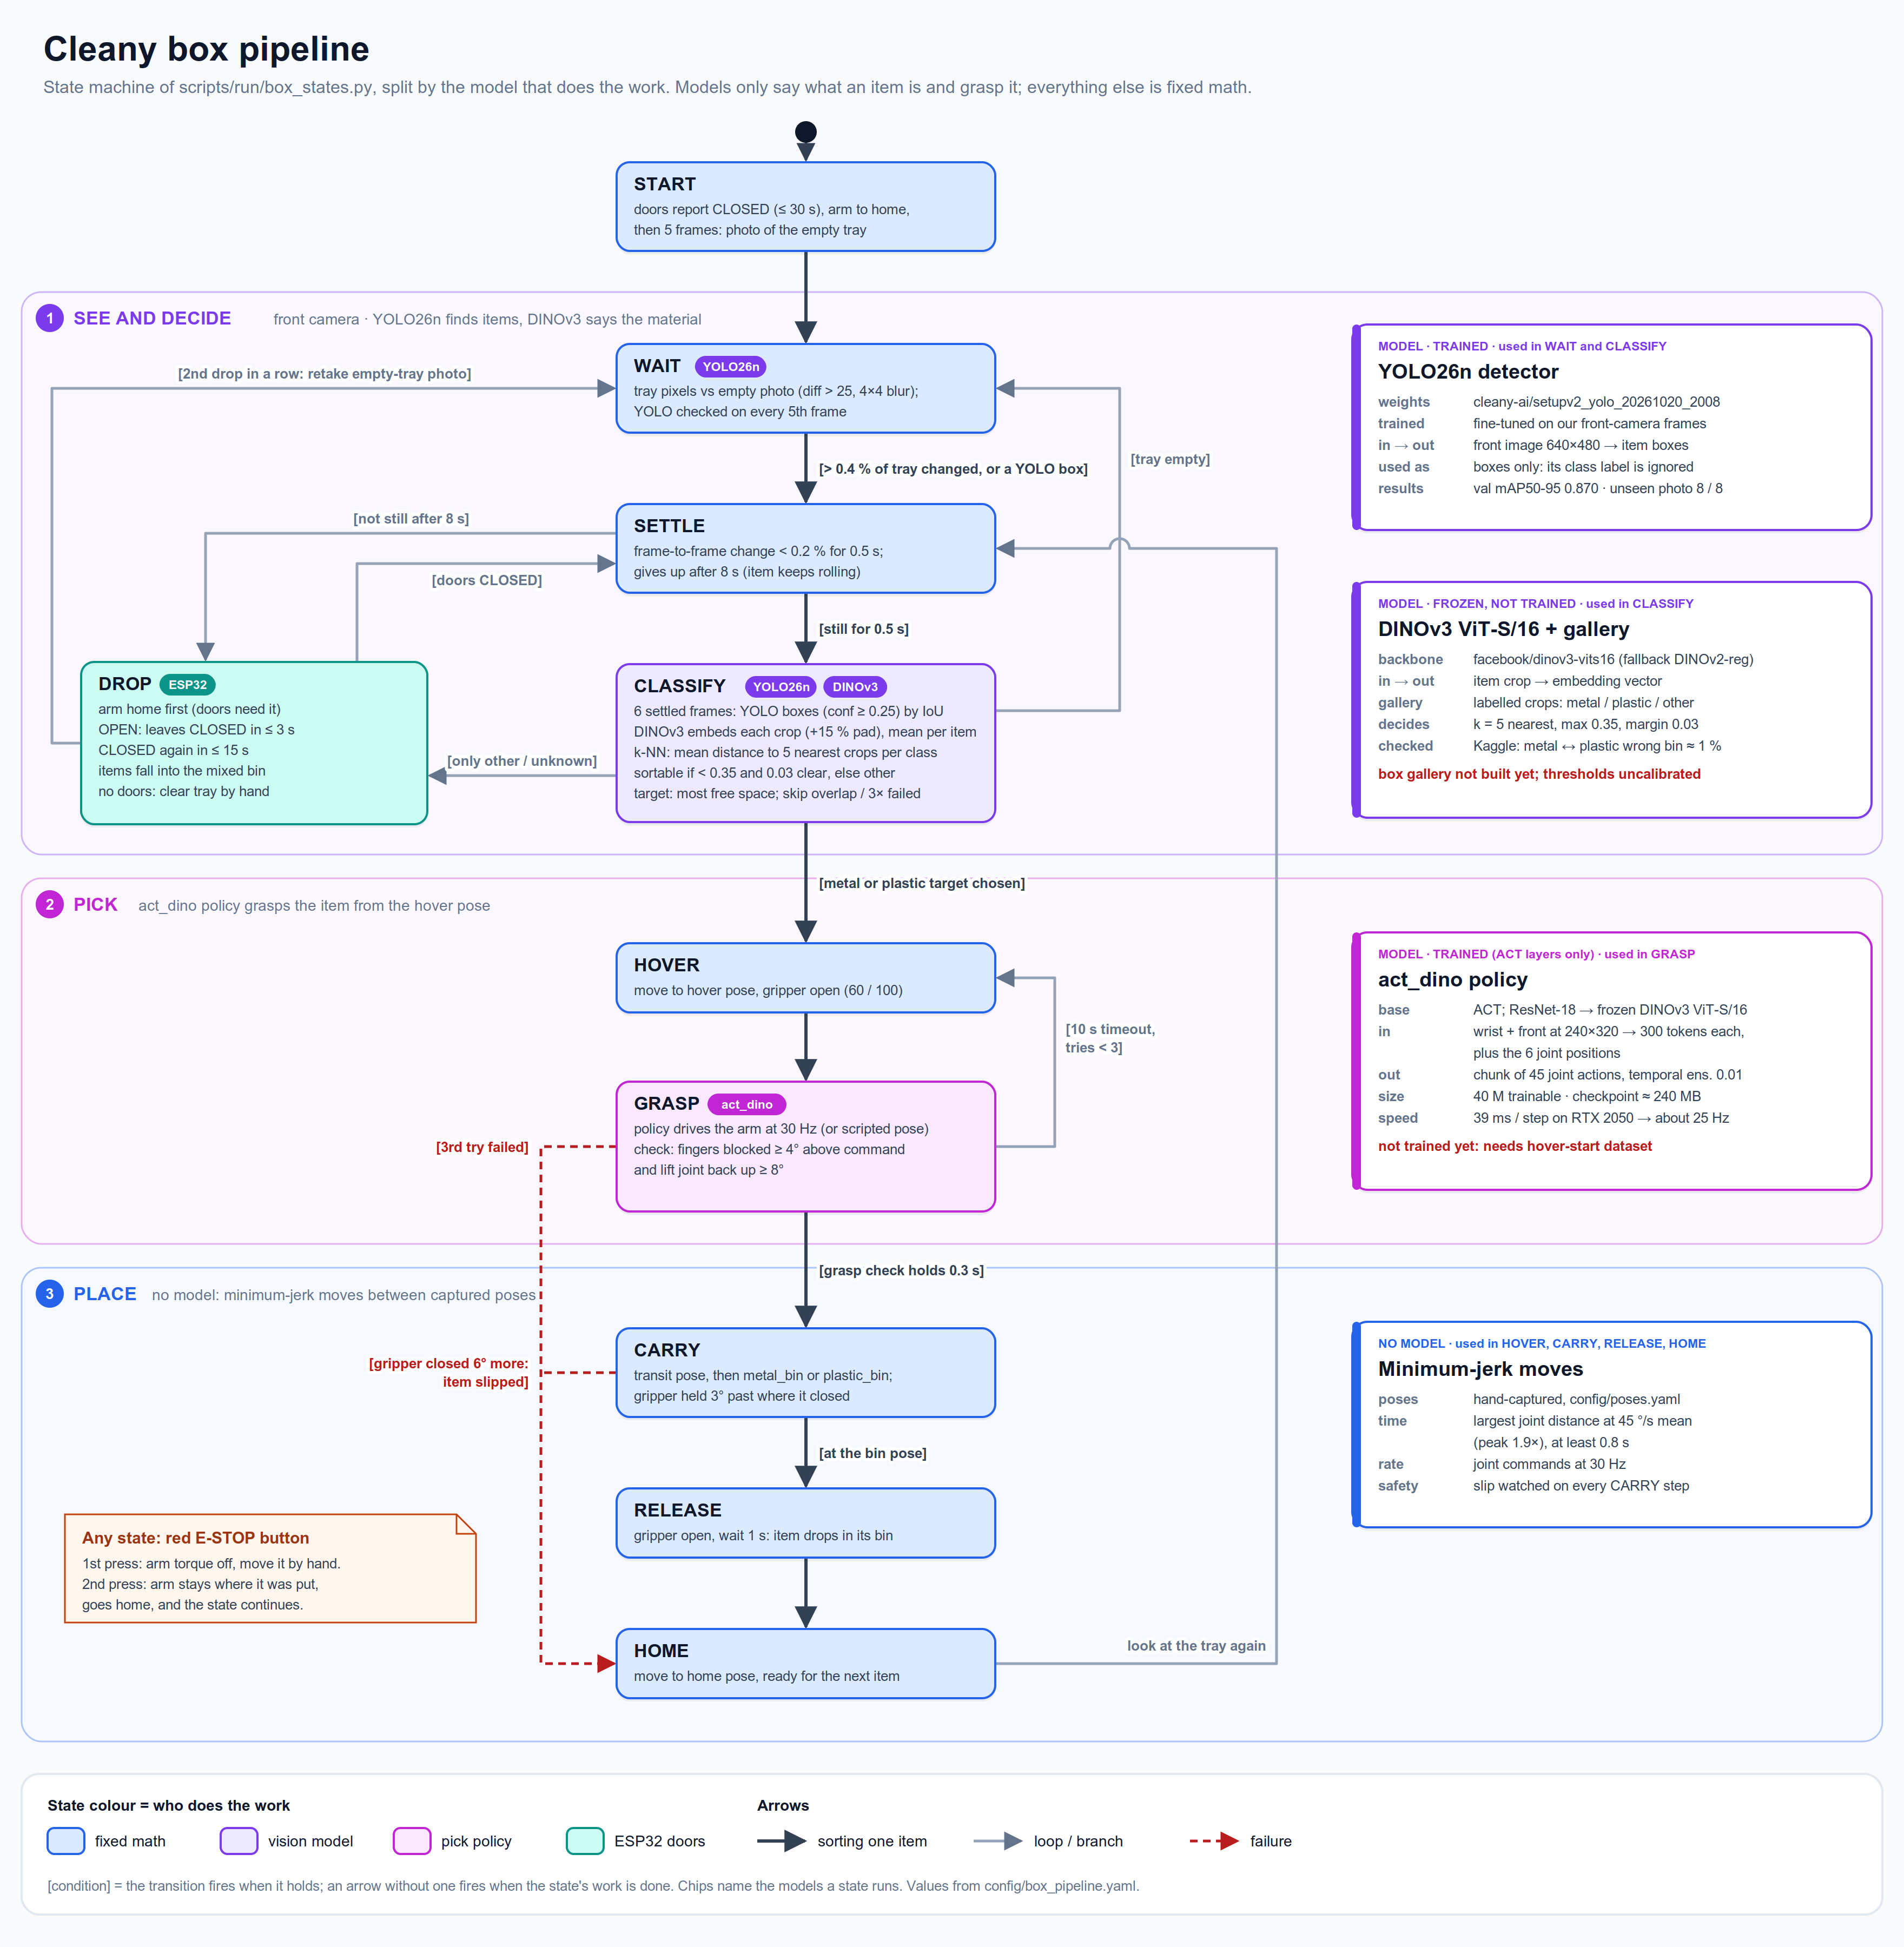 Cleany box pipeline
State machine of scripts/run/box_states.py, split by the model that does the work. Models only say what an item is and grasp it; everything else is fixed math.
START
doors report CLOSED (≤ 30 s), arm to home,
then 5 frames: photo of the empty tray
1 SEE AND DECIDE front camera · YOLO26n finds items, DINOv3 says the material
WAIT YOLO26n
tray pixels vs empty photo (diff > 25, 4×4 blur);
YOLO checked on every 5th frame
[2nd drop in a row: retake empty-tray photo]
[> 0.4 % of tray changed, or a YOLO box]
[tray empty]
SETTLE
frame-to-frame change < 0.2 % for 0.5 s;
gives up after 8 s (item keeps rolling)
[not still after 8 s]
[doors CLOSED]
[still for 0.5 s]
DROP ESP32
arm home first (doors need it)
OPEN: leaves CLOSED in ≤ 3 s
CLOSED again in ≤ 15 s
items fall into the mixed bin
no doors: clear tray by hand
[only other / unknown]
CLASSIFY YOLO26n DINOv3
6 settled frames: YOLO boxes (conf ≥ 0.25) by IoU
DINOv3 embeds each crop (+15 % pad), mean per item
k-NN: mean distance to 5 nearest crops per class
sortable if < 0.35 and 0.03 clear, else other
target: most free space; skip overlap / 3× failed
MODEL · TRAINED · used in WAIT and CLASSIFY
YOLO26n detector
weights cleany-ai/setupv2_yolo_20261020_2008
trained fine-tuned on our front-camera frames
in → out front image 640×480 → item boxes
used as boxes only: its class label is ignored
results val mAP50-95 0.870 · unseen photo 8 / 8
MODEL · FROZEN, NOT TRAINED · used in CLASSIFY
DINOv3 ViT-S/16 + gallery
backbone facebook/dinov3-vits16 (fallback DINOv2-reg)
in → out item crop → embedding vector
gallery labelled crops: metal / plastic / other
decides k = 5 nearest, max 0.35, margin 0.03
checked Kaggle: metal ↔ plastic wrong bin ≈ 1 %
box gallery not built yet; thresholds uncalibrated
[metal or plastic target chosen]
2 PICK act_dino policy grasps the item from the hover pose
HOVER
move to hover pose, gripper open (60 / 100)
[10 s timeout,
tries < 3]
GRASP act_dino
policy drives the arm at 30 Hz (or scripted pose)
check: fingers blocked ≥ 4° above command
and lift joint back up ≥ 8°
[3rd try failed]
MODEL · TRAINED (ACT layers only) · used in GRASP
act_dino policy
base ACT; ResNet-18 → frozen DINOv3 ViT-S/16
in wrist + front at 240×320 → 300 tokens each,
plus the 6 joint positions
out chunk of 45 joint actions, temporal ens. 0.01
size 40 M trainable · checkpoint ≈ 240 MB
speed 39 ms / step on RTX 2050 → about 25 Hz
not trained yet: needs hover-start dataset
[grasp check holds 0.3 s]
3 PLACE no model: minimum-jerk moves between captured poses
CARRY
transit pose, then metal_bin or plastic_bin;
gripper held 3° past where it closed
[gripper closed 6° more:
item slipped]
[at the bin pose]
RELEASE
gripper open, wait 1 s: item drops in its bin
HOME
move to home pose, ready for the next item
look at the tray again
NO MODEL · used in HOVER, CARRY, RELEASE, HOME
Minimum-jerk moves
poses hand-captured, config/poses.yaml
time largest joint distance at 45 °/s mean
(peak 1.9×), at least 0.8 s
rate joint commands at 30 Hz
safety slip watched on every CARRY step
Any state: red E-STOP button
1st press: arm torque off, move it by hand.
2nd press: arm stays where it was put,
goes home, and the state continues.
State colour = who does the work
fixed math vision model pick policy ESP32 doors
Arrows
sorting one item loop / branch failure
[condition] = the transition fires when it holds; an arrow without one fires when the state's work is done. Chips name the models a state runs. Values from config/box_pipeline.yaml.